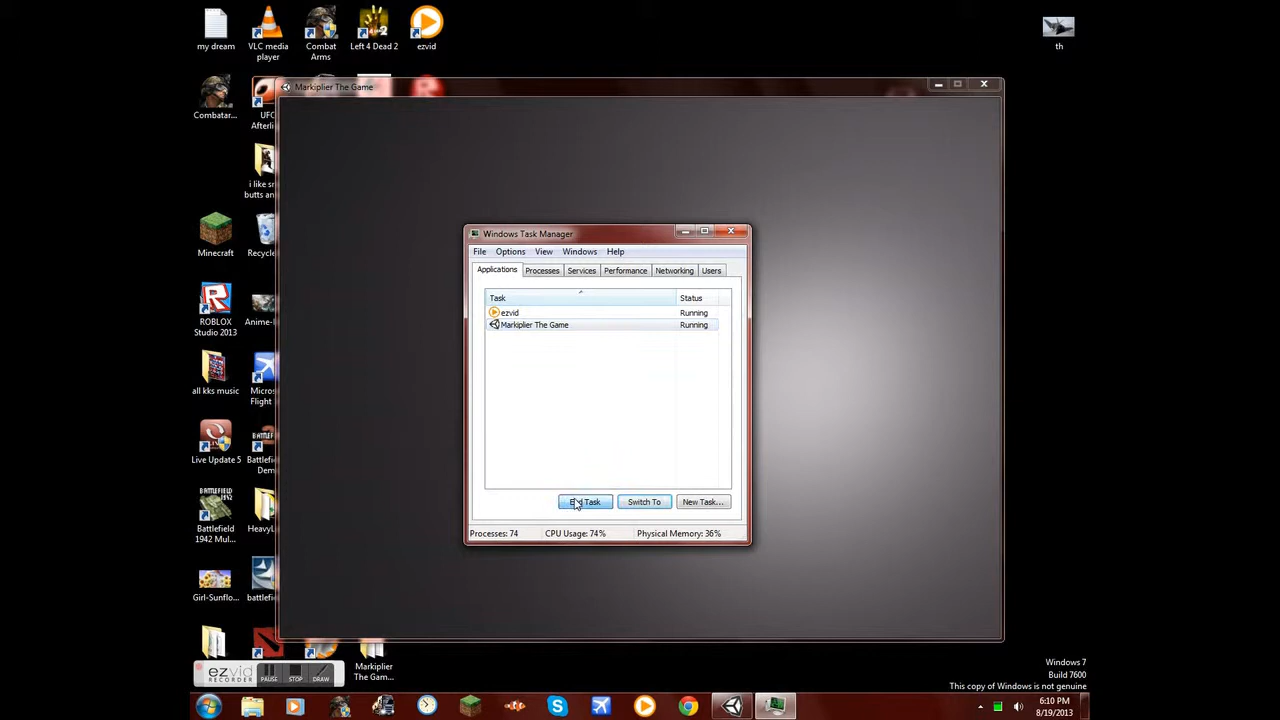 my dream
VLC media
player
Combat
Arms
Left 4 Dead 2
ezvid
th
Combatar...
UFC
Afterli
Markiplier The Game
i like sr
butts an
Minecraft
Recycle
ROBLOX
Studio 2013
Anime-
all kks music
Micros
Flight
Live Update 5
Battlefi
Dem
Battlefield
1942 Mul...
HeavyL
Girl-Sunflo...
battlefi
Markiplier
The Gam...
Windows Task Manager
File Options View Windows Help
Applications Processes Services Performance Networking Users
Task Status
ezvid Running
Markiplier The Game Running
End Task Switch To New Task...
Processes: 74 CPU Usage: 74% Physical Memory: 36%
ezvid
RECORDER
PAUSE STOP DRAW
Windows 7
Build 7600
This copy of Windows is not genuine
6:10 PM
8/19/2013